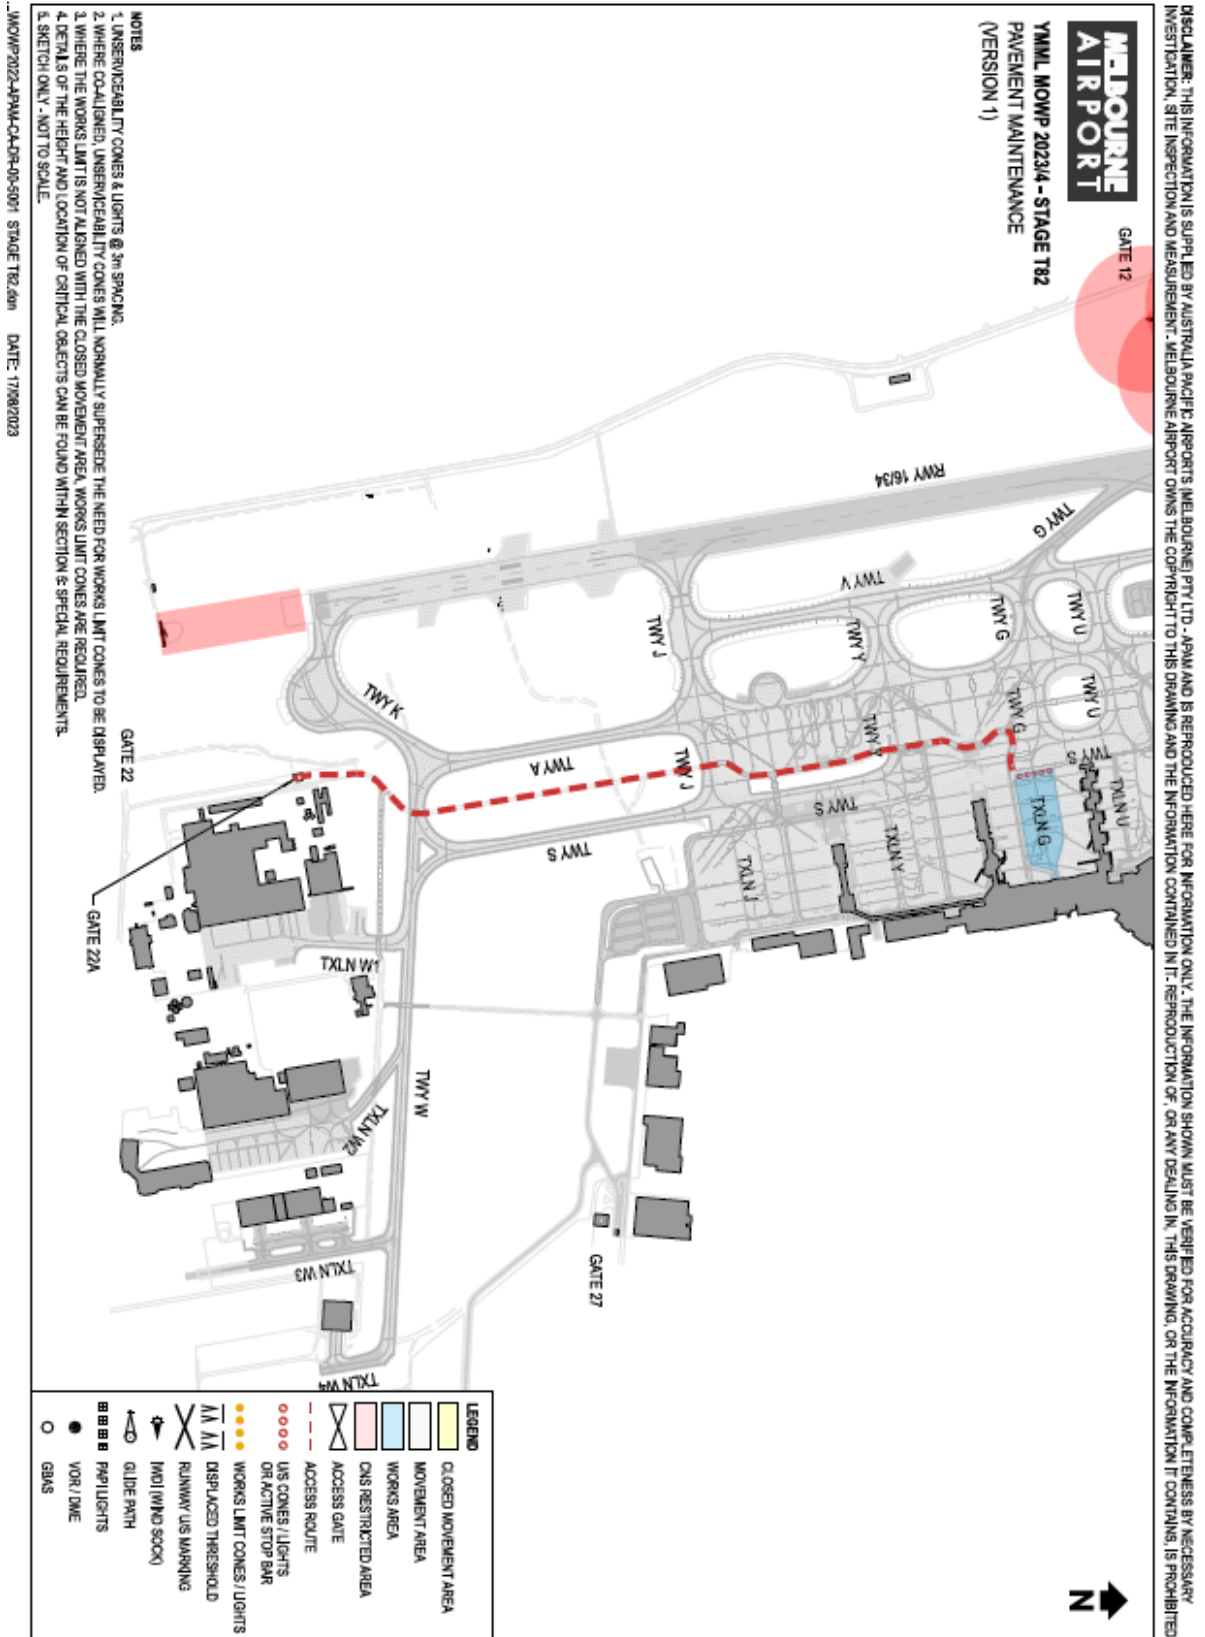 DISCLAIMER: THIS INFORMATION IS SUPPLIED BY AUSTRALIA PACIFIC AIRPORTS (MELBOURNE) PTY LTD - APAM AND IS REPRODUCED HERE FOR INFORMATION ONLY. THE INFORMATION SHOWN MUST BE VERIFIED FOR ACCURACY AND COMPLETENESS BY NECESSARY
INVESTIGATION, SITE INSPECTION AND MEASUREMENT. MELBOURNE AIRPORT OWNS THE COPYRIGHT TO THIS DRAWING AND THE INFORMATION CONTAINED IN IT. REPRODUCTION OF, OR ANY DEALING IN, THIS DRAWING, OR THE INFORMATION IT CONTAINS, IS PROHIBITED
MELBOURNE
AIRPORT
YMML MOWP 2023/4 - STAGE T82
PAVEMENT MAINTENANCE
(VERSION 1)
GATE 12
N
RWY 16/34
TWY G
TWY V
TWY U
TWY G
TWY J
TWY Y
TWY U
TWY G
TWY S
TWY K
TWY Y
TXLN U
TWY A
TWY J
TXLN G
TWY S
TXLN Y
TWY S
TXLN J
GATE 22
GATE 22A
TXLN W1
TWY W
TXLN W2
GATE 27
TXLN W3
TXLN W4
NOTES
1. UNSERVICEABILITY CONES & LIGHTS @ 3m SPACING.
2. WHERE CO-ALIGNED, UNSERVICEABILITY CONES WILL NORMALLY SUPERSEDE THE NEED FOR WORKS LIMIT CONES TO BE DISPLAYED.
3. WHERE THE WORKS LIMIT IS NOT ALIGNED WITH THE CLOSED MOVEMENT AREA, WORKS LIMIT CONES ARE REQUIRED.
4. DETAILS OF THE HEIGHT AND LOCATION OF CRITICAL OBJECTS CAN BE FOUND WITHIN SECTION 6: SPECIAL REQUIREMENTS.
5. SKETCH ONLY - NOT TO SCALE.
LEGEND
CLOSED MOVEMENT AREA
MOVEMENT AREA
WORKS AREA
CNS RESTRICTED AREA
ACCESS GATE
ACCESS ROUTE
U/S CONES / LIGHTS
OR ACTIVE STOP BAR
WORKS LIMIT CONES / LIGHTS
DISPLACED THRESHOLD
RUNWAY U/S MARKING
IWDI (WIND SOCK)
GLIDE PATH
PAPI LIGHTS
VOR / DME
GBAS
...\MOWP2022-APAM-CA-DR-00-5001 STAGE T82.dgn DATE: 17/08/2023